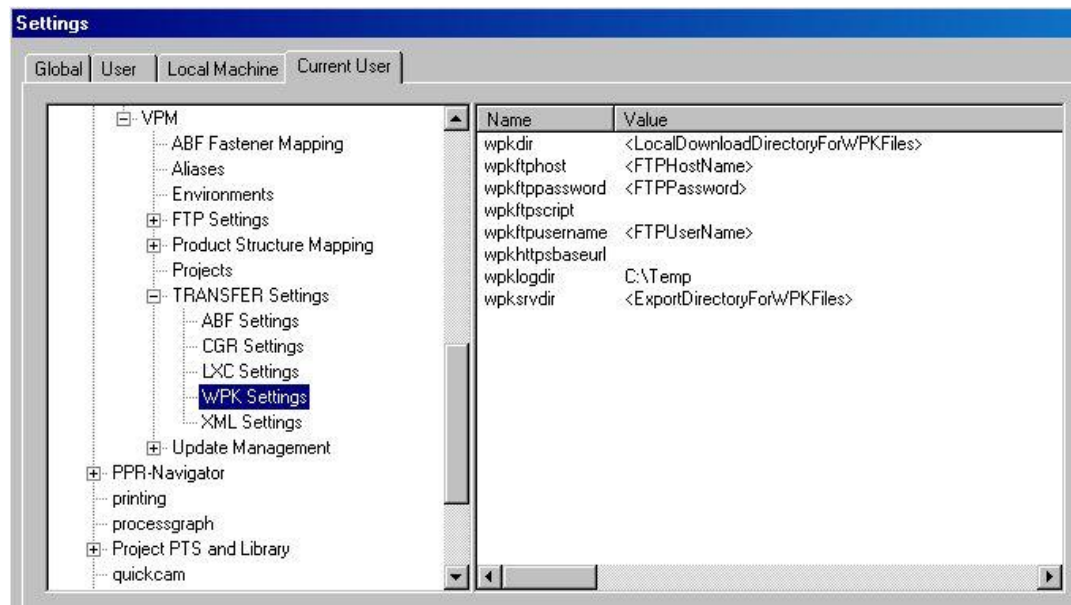 Settings
Global User Local Machine Current User
VPM
ABF Fastener Mapping
Aliases
Environments
FTP Settings
Product Structure Mapping
Projects
TRANSFER Settings
ABF Settings
CGR Settings
LXC Settings
WPK Settings
XML Settings
Update Management
PPR-Navigator
printing
processgraph
Project PTS and Library
quickcam
Name Value
wpkdir <LocalDownloadDirectoryForWPKFiles>
wpkftphost <FTPHostName>
wpkftppassword <FTPPassword>
wpkftpscript
wpkftpusername <FTPUserName>
wpkhttpsbaseurl
wpklogdir C:\Temp
wpksrvdir <ExportDirectoryForWPKFiles>